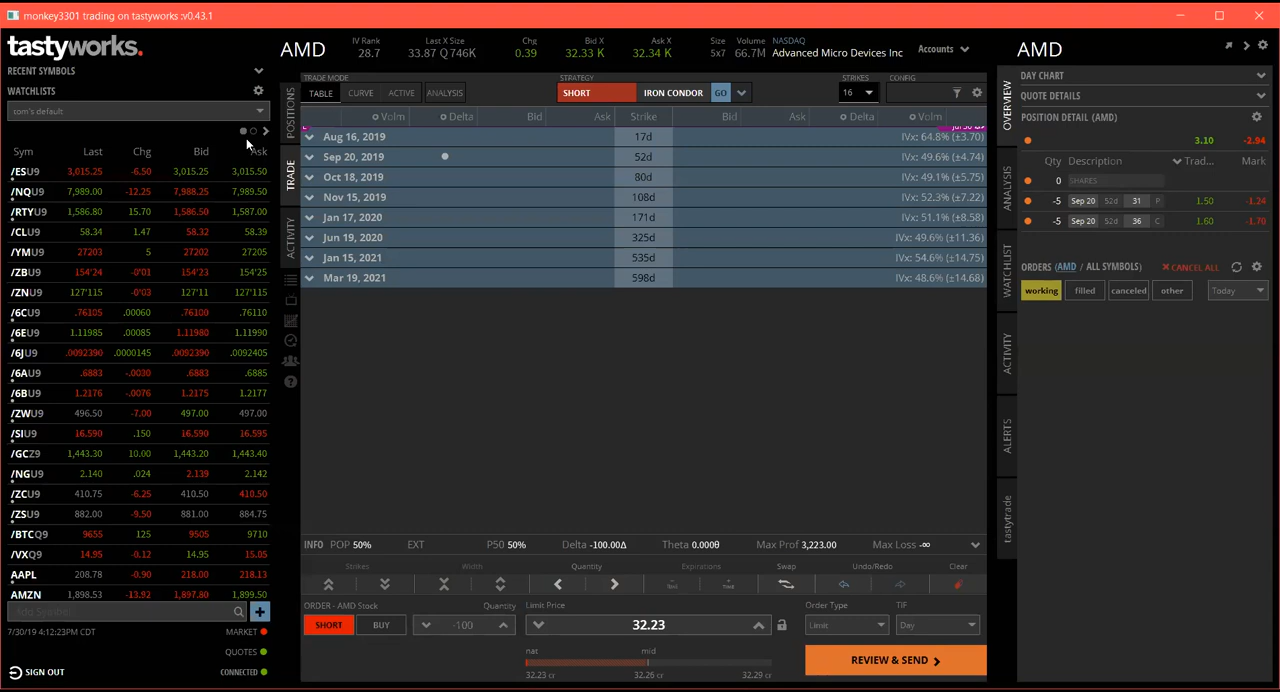 monkey3301 trading on tastyworks :v0.43.1
tastyworks.
RECENT SYMBOLS
WATCHLISTS
tom's default
Sym Last Chg Bid Ask
/ESU9 3,015.25 -6.50 3,015.25 3,015.50
/NQU9 7,989.00 -12.25 7,988.25 7,989.50
/RTYU9 1,586.80 15.70 1,586.50 1,587.00
/CLU9 58.34 1.47 58.32 58.39
/YMU9 27203 5 27202 27205
/ZBU9 154'24 -0'01 154'23 154'25
/ZNU9 127'115 -0'03 127'11 127'115
/6CU9 .76105 .00060 .76100 .76110
/6EU9 1.11985 .00085 1.11980 1.11990
/6JU9 .0092390 .0000145 .0092390 .0092405
/6AU9 .6883 -.0030 .6883 .6885
/6BU9 1.2176 -.0076 1.2175 1.2177
/ZWU9 496.50 -7.00 497.00 497.00
/SIU9 16.590 .150 16.590 16.595
/GCZ9 1,443.30 10.00 1,443.20 1,443.40
/NGU9 2.140 .024 2.139 2.142
/ZCU9 410.75 -6.25 410.50 410.50
/ZSU9 882.00 -9.50 881.00 884.75
/BTCQ9 9655 125 9505 9710
/VXQ9 14.95 -0.12 14.95 15.05
AAPL 208.78 -0.90 218.00 218.13
AMZN 1,898.53 -13.92 1,897.80 1,899.50
Add Symbol
7/30/19 4:12:23PM CDT
MARKET
QUOTES
SIGN OUT
CONNECTED
AMD
IV Rank
28.7
Last X Size
33.87 Q746K
Chg
0.39
Bid X
32.33 K
Ask X
32.34 K
Size
5x7
Volume
66.7M
NASDAQ
Advanced Micro Devices Inc
Accounts
TRADE MODE
TABLE CURVE ACTIVE ANALYSIS
STRATEGY
SHORT IRON CONDOR GO
STRIKES
16
CONFIG
POSITIONS
TRADE
ACTIVITY
Volm Delta Bid Ask Strike Bid Ask Delta Volm
Aug 16, 2019 17d IVx: 64.8% (±3.70)
Sep 20, 2019 52d IVx: 49.6% (±4.74)
Oct 18, 2019 80d IVx: 49.1% (±5.75)
Nov 15, 2019 108d IVx: 52.3% (±7.22)
Jan 17, 2020 171d IVx: 51.1% (±8.58)
Jun 19, 2020 325d IVx: 49.6% (±11.36)
Jan 15, 2021 535d IVx: 54.6% (±14.75)
Mar 19, 2021 598d IVx: 48.6% (±14.68)
INFO POP 50% EXT P50 50% Delta -100.00Δ Theta 0.000θ Max Prof 3,223.00 Max Loss -∞
Strikes Width Quantity Expirations Swap Undo/Redo Clear
ORDER - AMD Stock
SHORT BUY
Quantity
-100
Limit Price
32.23
Order Type
Limit
TIF
Day
nat mid
32.23 cr 32.26 cr 32.29 cr
REVIEW & SEND
OVERVIEW
ANALYSIS
WATCHLIST
ACTIVITY
ALERTS
tastytrade
AMD
DAY CHART
QUOTE DETAILS
POSITION DETAIL (AMD)
3.10 -2.94
Qty Description Trad... Mark
0 SHARES
-5 Sep 20 52d 31 P 1.50 -1.24
-5 Sep 20 52d 36 C 1.60 -1.70
ORDERS (AMD / ALL SYMBOLS) CANCEL ALL
working filled canceled other Today